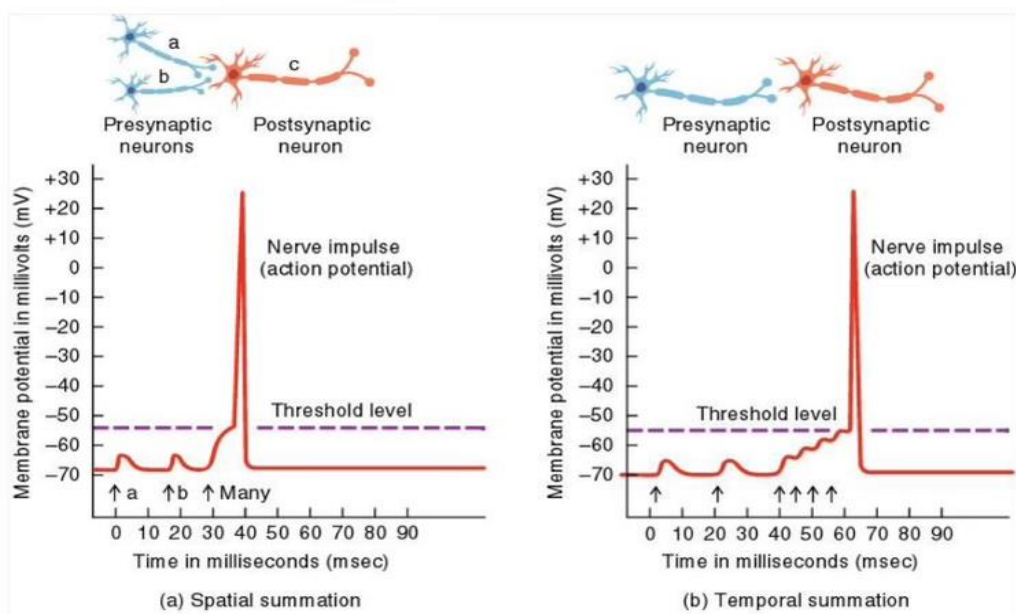 a
b
c
Presynaptic
neurons
Postsynaptic
neuron
Membrane potential in millivolts (mV)
+30
+20
+10
0
−10
−20
−30
−40
−50
−60
−70
Nerve impulse
(action potential)
Threshold level
a
b
Many
0 10 20 30 40 50 60 70 80 90
Time in milliseconds (msec)
(a) Spatial summation
Presynaptic
neuron
Postsynaptic
neuron
Membrane potential in millivolts (mV)
+30
+20
+10
0
−10
−20
−30
−40
−50
−60
−70
Nerve impulse
(action potential)
Threshold level
0 10 20 30 40 50 60 70 80 90
Time in milliseconds (msec)
(b) Temporal summation